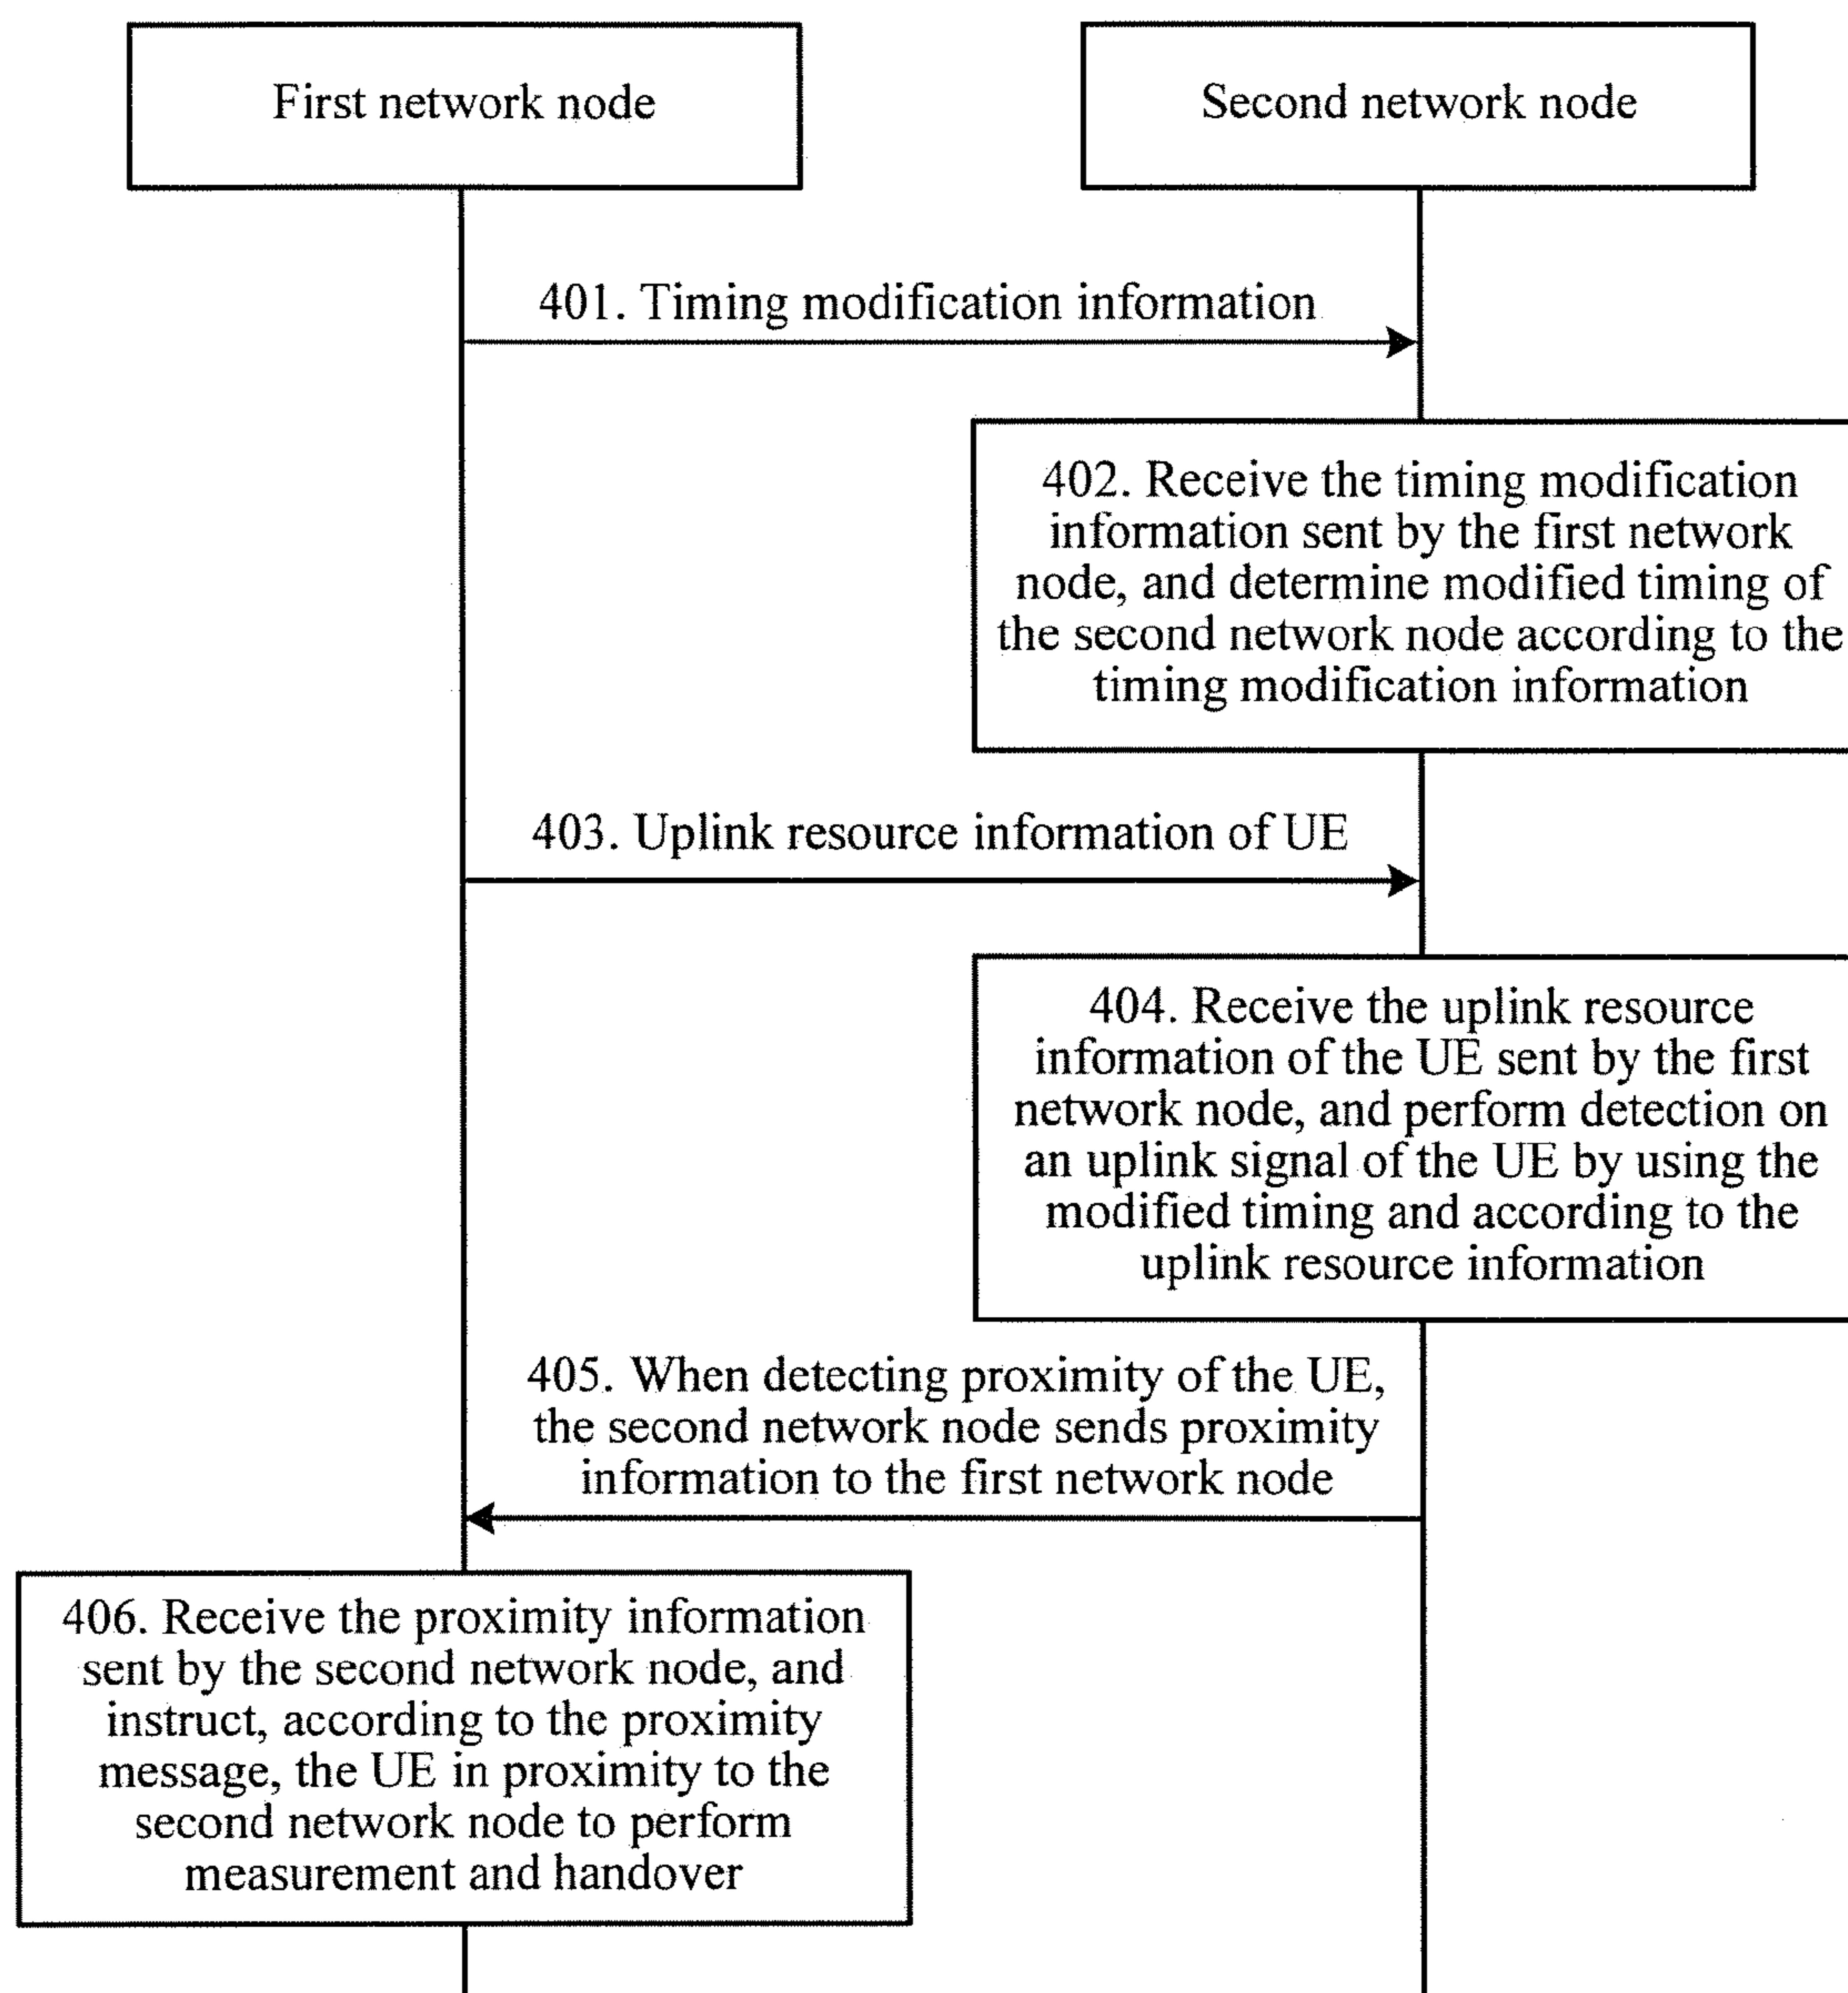 First network node
Second network node
401. Timing modification information
402. Receive the timing modification
information sent by the first network
node, and determine modified timing of
the second network node according to the
timing modification information
403. Uplink resource information of UE
404. Receive the uplink resource
information of the UE sent by the first
network node, and perform detection on
an uplink signal of the UE by using the
modified timing and according to the
uplink resource information
405. When detecting proximity of the UE,
the second network node sends proximity
information to the first network node
406. Receive the proximity information
sent by the second network node, and
instruct, according to the proximity
message, the UE in proximity to the
second network node to perform
measurement and handover